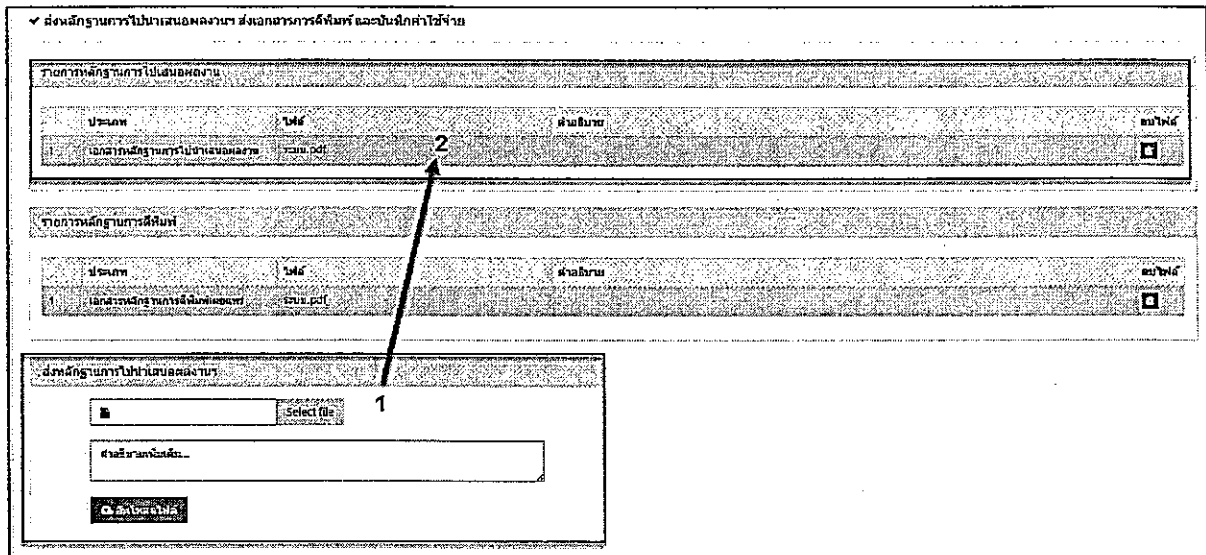 ✔ ส่งหลักฐานการไปนำเสนอผลงานฯ ส่งเอกสารการตีพิมพ์ และบันทึกค่าใช้จ่าย
รายการหลักฐานการไปเสนอผลงาน
ประเภท ไฟล์ คำอธิบาย ลบไฟล์
1 เอกสารหลักฐานการไปนำเสนอผลงาน ระบบ.pdf
2
รายการหลักฐานการตีพิมพ์
ประเภท ไฟล์ คำอธิบาย ลบไฟล์
1 เอกสารหลักฐานการตีพิมพ์เผยแพร่ ระบบ.pdf
ส่งหลักฐานการไปนำเสนอผลงานฯ
1
Select file
คำอธิบายเพิ่มเติม...
อัพโหลดไฟล์